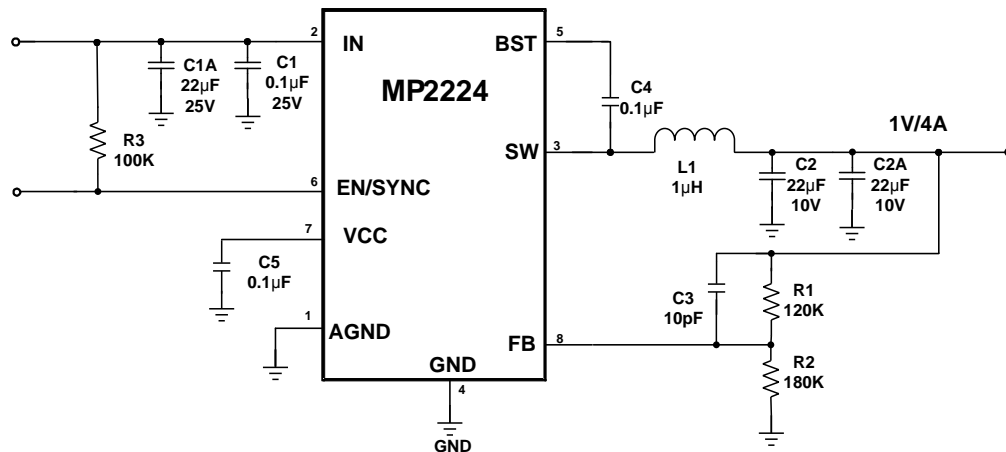 2
IN
BST
5
C1A
22µF
25V
C1
0.1µF
25V
MP2224
C4
0.1µF
R3
100K
SW
3
1V/4A
L1
1µH
C2
22µF
10V
C2A
22µF
10V
6
EN/SYNC
7
VCC
C5
0.1µF
C3
10pF
R1
120K
1
AGND
FB
8
GND
4
R2
180K
GND